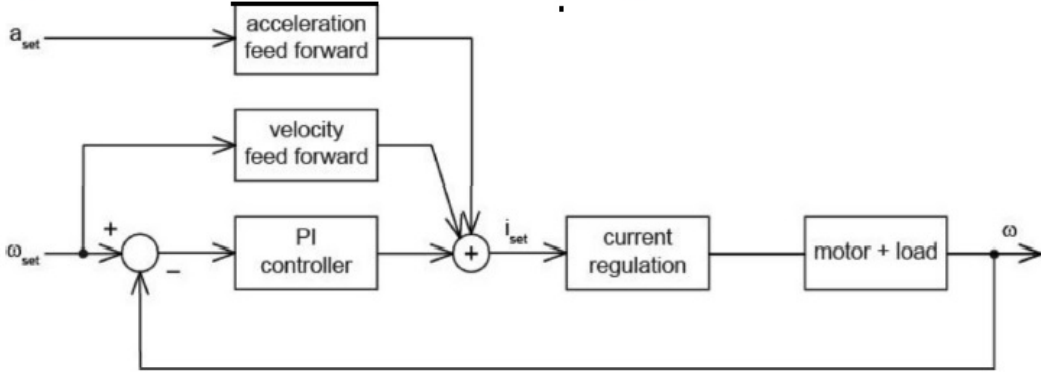 acceleration
feed forward
a_set
velocity
feed forward
ω_set
+
−
PI
controller
+
i_set
current
regulation
motor + load
ω